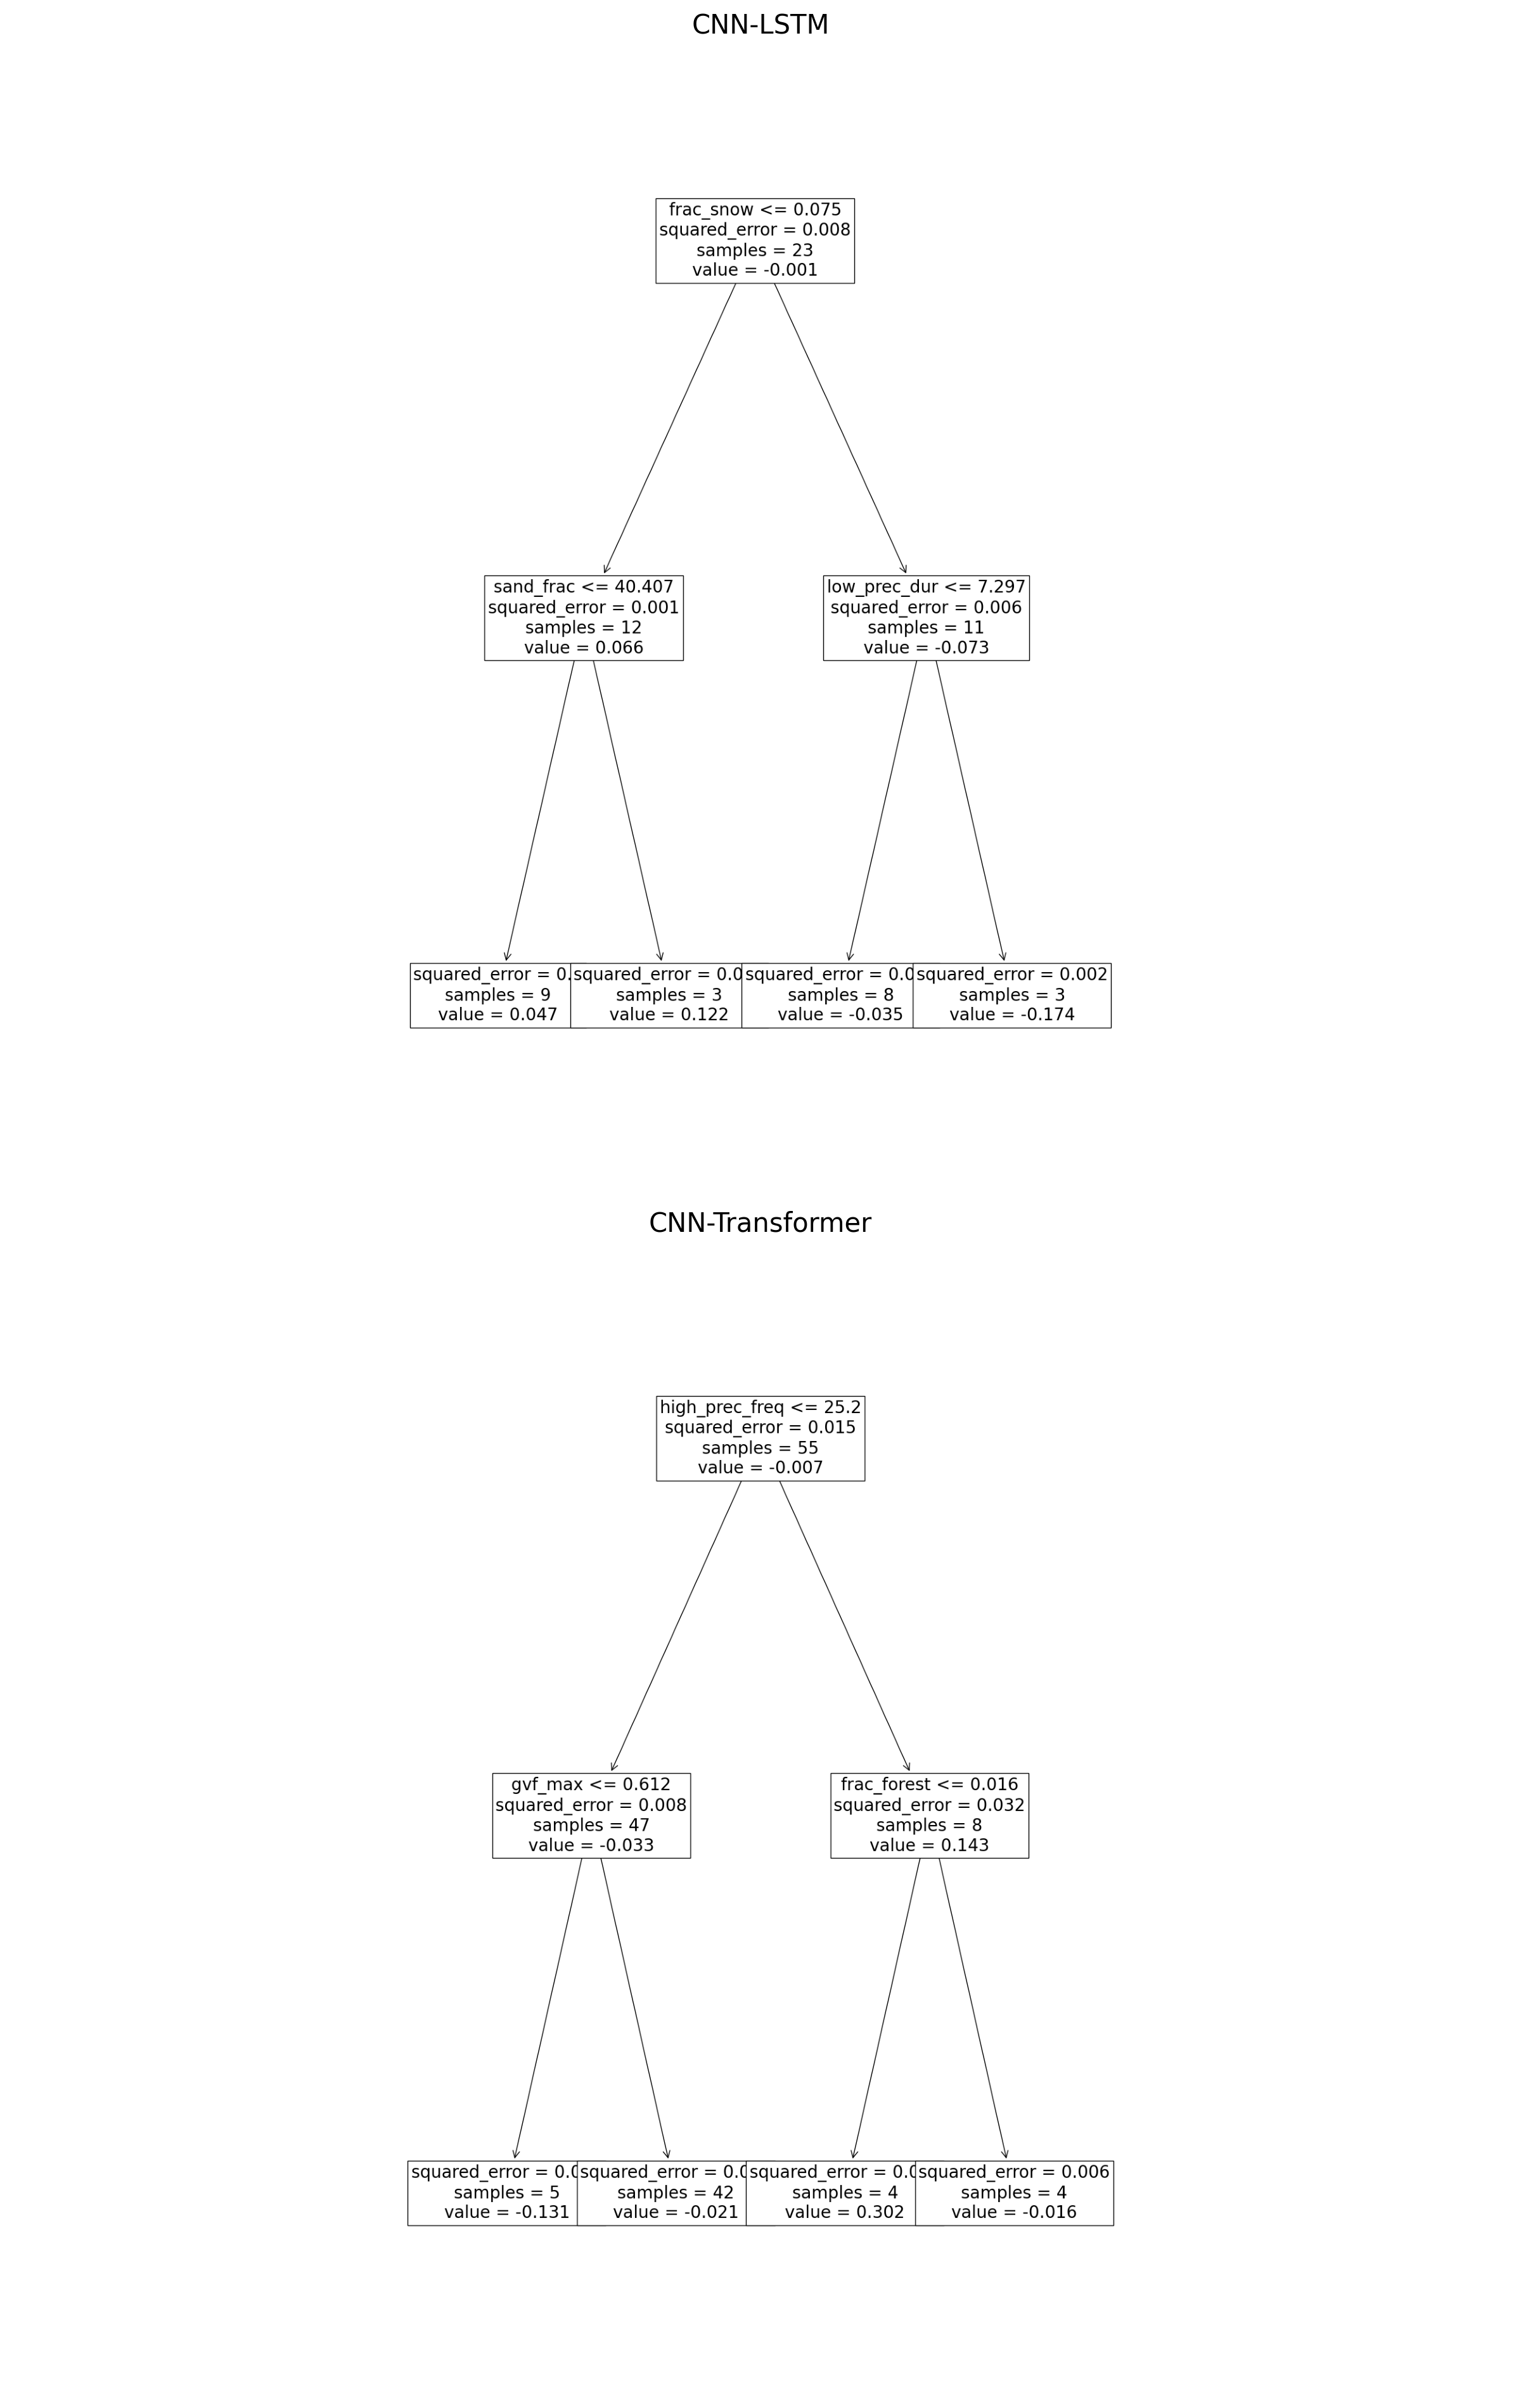 CNN-LSTM
frac_snow <= 0.075
squared_error = 0.008
samples = 23
value = -0.001
sand_frac <= 40.407
squared_error = 0.001
samples = 12
value = 0.066
low_prec_dur <= 7.297
squared_error = 0.006
samples = 11
value = -0.073
squared_error = 0.
samples = 9
value = 0.047
squared_error = 0.0
samples = 3
value = 0.122
squared_error = 0.0
samples = 8
value = -0.035
squared_error = 0.002
samples = 3
value = -0.174
CNN-Transformer
high_prec_freq <= 25.2
squared_error = 0.015
samples = 55
value = -0.007
gvf_max <= 0.612
squared_error = 0.008
samples = 47
value = -0.033
frac_forest <= 0.016
squared_error = 0.032
samples = 8
value = 0.143
squared_error = 0.0
samples = 5
value = -0.131
squared_error = 0.0
samples = 42
value = -0.021
squared_error = 0.0
samples = 4
value = 0.302
squared_error = 0.006
samples = 4
value = -0.016